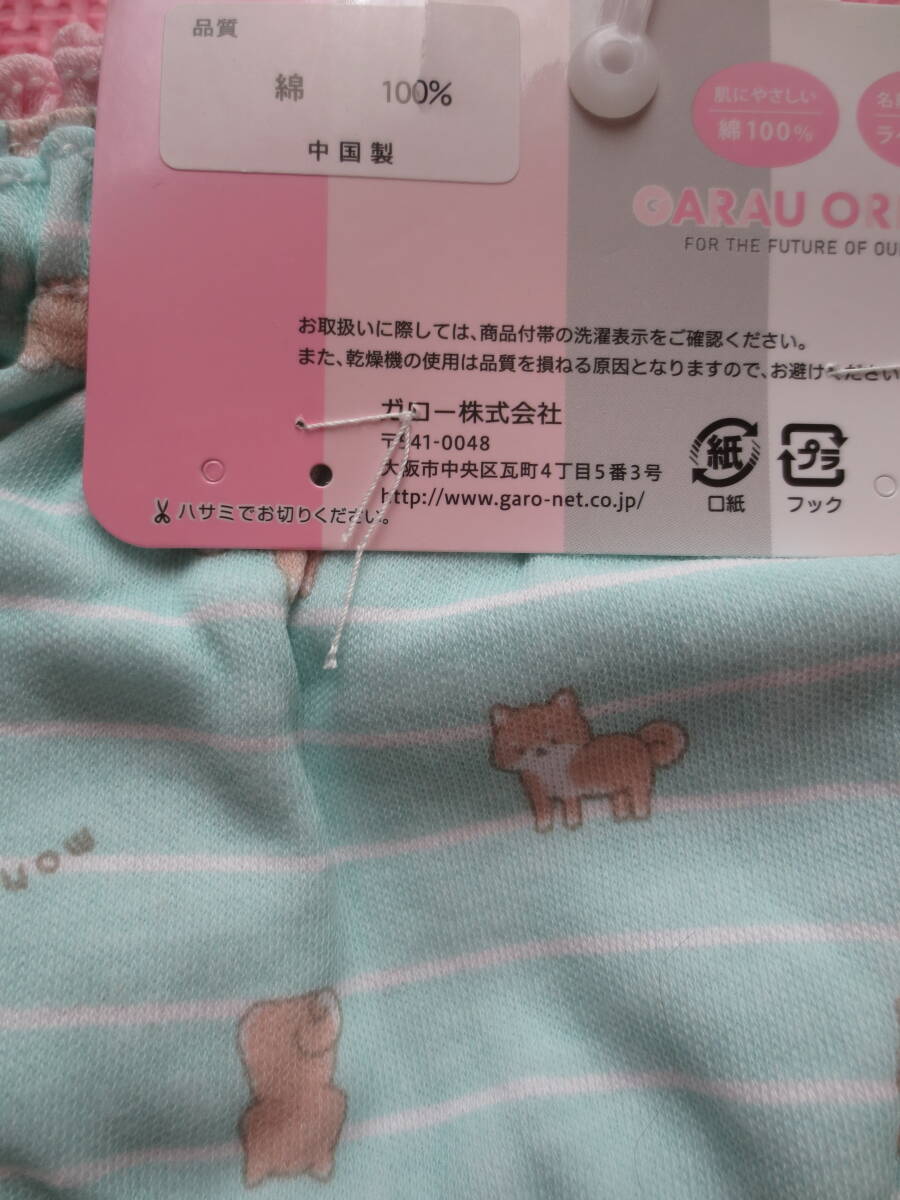 品質
綿 100%
中国製
肌にやさしい
綿100%
GARAU
FOR THE FUTURE OF
お取扱いに際しては、商品付帯の洗濯表示をご確認ください。
また、乾燥機の使用は品質を損ねる原因となりますので、お避けください
ガロー株式会社
〒541-0048
大阪市中央区瓦町4丁目5番3号
http://www.garo-net.co.jp/
紙
口紙
プラ
フック
ハサミでお切りください。